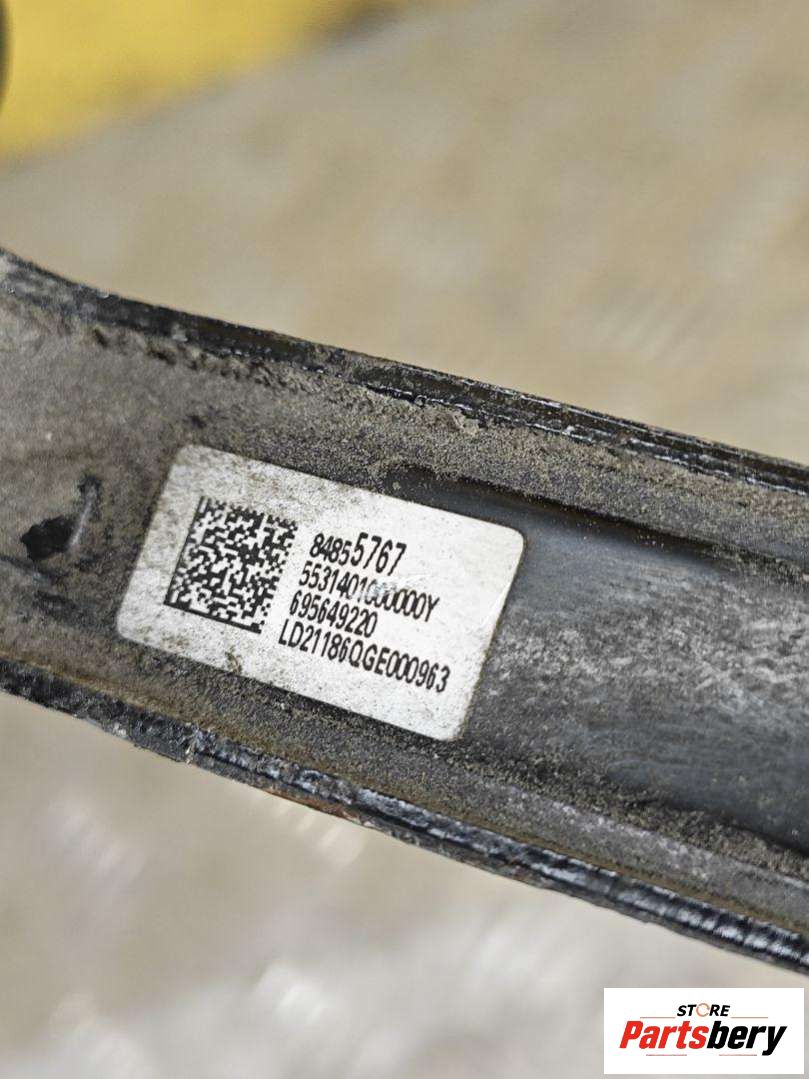 84855767
5531401000000Y
695649220
LD21186QGE000963
STORE
Partsbery